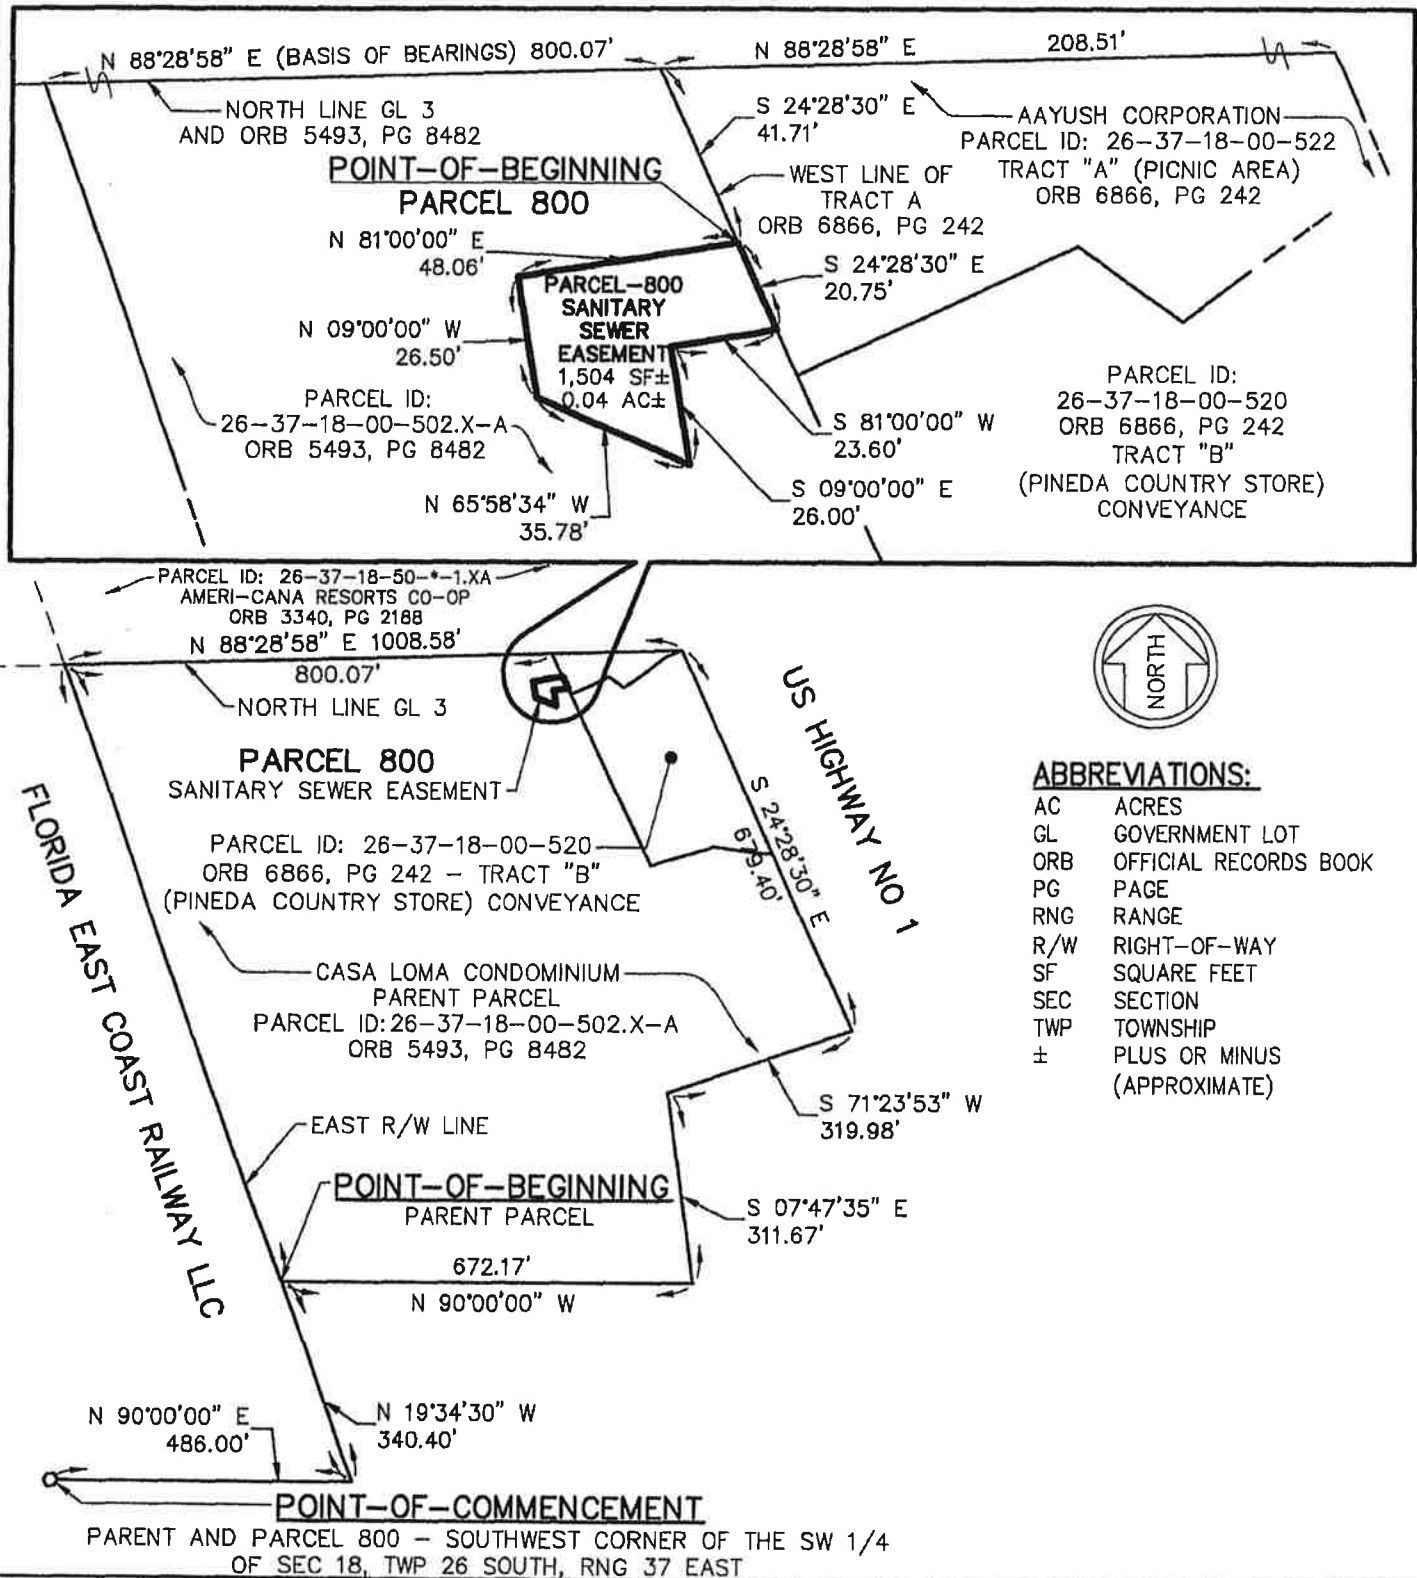 N 88°28'58" E (BASIS OF BEARINGS) 800.07'
N 88°28'58" E 208.51'
NORTH LINE GL 3
AND ORB 5493, PG 8482
S 24°28'30" E
41.71'
AAYUSH CORPORATION
PARCEL ID: 26-37-18-00-522
TRACT "A" (PICNIC AREA)
ORB 6866, PG 242
POINT-OF-BEGINNING
PARCEL 800
WEST LINE OF
TRACT A
ORB 6866, PG 242
N 81°00'00" E
48.06'
S 24°28'30" E
20.75'
PARCEL-800
SANITARY
SEWER
EASEMENT
1,504 SF±
0.04 AC±
N 09°00'00" W
26.50'
PARCEL ID:
26-37-18-00-502.X-A
ORB 5493, PG 8482
PARCEL ID:
26-37-18-00-520
ORB 6866, PG 242
TRACT "B"
(PINEDA COUNTRY STORE)
CONVEYANCE
S 81°00'00" W
23.60'
S 09°00'00" E
26.00'
N 65°58'34" W
35.78'
PARCEL ID: 26-37-18-50-*-1.XA
AMERI-CANA RESORTS CO-OP
ORB 3340, PG 2188
N 88°28'58" E 1008.58'
800.07'
NORTH LINE GL 3
NORTH
US HIGHWAY NO 1
PARCEL 800
SANITARY SEWER EASEMENT
S 24°28'30" E
679.40'
FLORIDA EAST COAST RAILWAY LLC
PARCEL ID: 26-37-18-00-520
ORB 6866, PG 242 - TRACT "B"
(PINEDA COUNTRY STORE) CONVEYANCE
ABBREVIATIONS:
AC ACRES
GL GOVERNMENT LOT
ORB OFFICIAL RECORDS BOOK
PG PAGE
RNG RANGE
R/W RIGHT-OF-WAY
SF SQUARE FEET
SEC SECTION
TWP TOWNSHIP
± PLUS OR MINUS
(APPROXIMATE)
CASA LOMA CONDOMINIUM
PARENT PARCEL
PARCEL ID: 26-37-18-00-502.X-A
ORB 5493, PG 8482
S 71°23'53" W
319.98'
EAST R/W LINE
POINT-OF-BEGINNING
PARENT PARCEL
S 07°47'35" E
311.67'
672.17'
N 90°00'00" W
N 90°00'00" E
486.00'
N 19°34'30" W
340.40'
POINT-OF-COMMENCEMENT
PARENT AND PARCEL 800 - SOUTHWEST CORNER OF THE SW 1/4
OF SEC 18, TWP 26 SOUTH, RNG 37 EAST